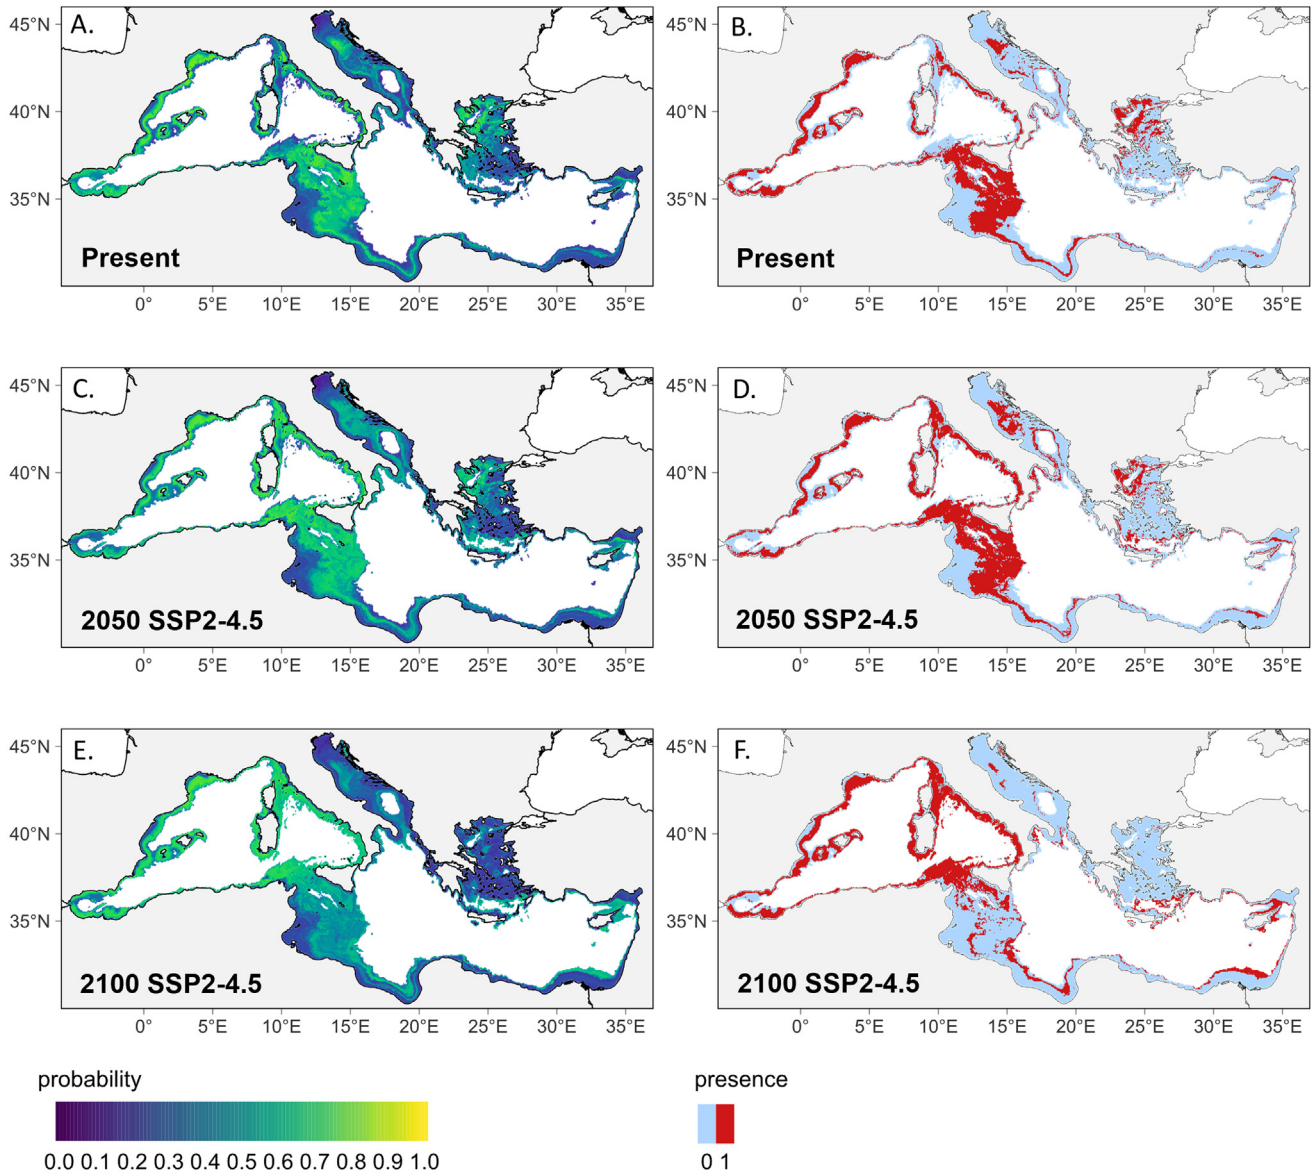 A.
45°N
40°N
35°N
Present
0° 5°E 10°E 15°E 20°E 25°E 30°E 35°E
B.
45°N
40°N
35°N
Present
0° 5°E 10°E 15°E 20°E 25°E 30°E 35°E
C.
45°N
40°N
35°N
2050 SSP2-4.5
0° 5°E 10°E 15°E 20°E 25°E 30°E 35°E
D.
45°N
40°N
35°N
2050 SSP2-4.5
0° 5°E 10°E 15°E 20°E 25°E 30°E 35°E
E.
45°N
40°N
35°N
2100 SSP2-4.5
0° 5°E 10°E 15°E 20°E 25°E 30°E 35°E
F.
45°N
40°N
35°N
2100 SSP2-4.5
0° 5°E 10°E 15°E 20°E 25°E 30°E 35°E
probability
0.0 0.1 0.2 0.3 0.4 0.5 0.6 0.7 0.8 0.9 1.0
presence
0 1